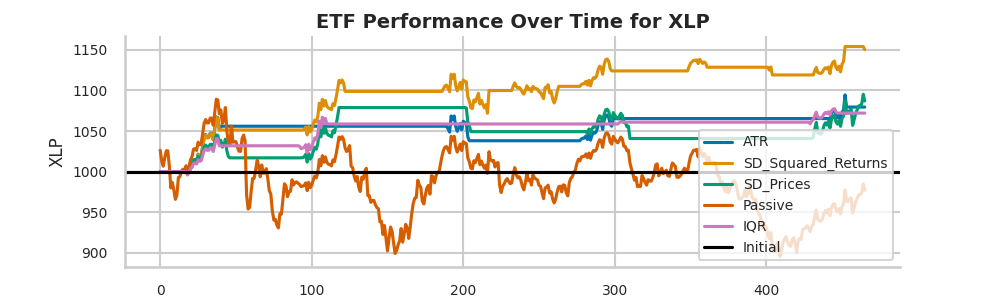 ETF Performance Over Time for XLP
XLP
1150
1100
1050
1000
950
900
0 100 200 300 400
ATR
SD_Squared_Returns
SD_Prices
Passive
IQR
Initial